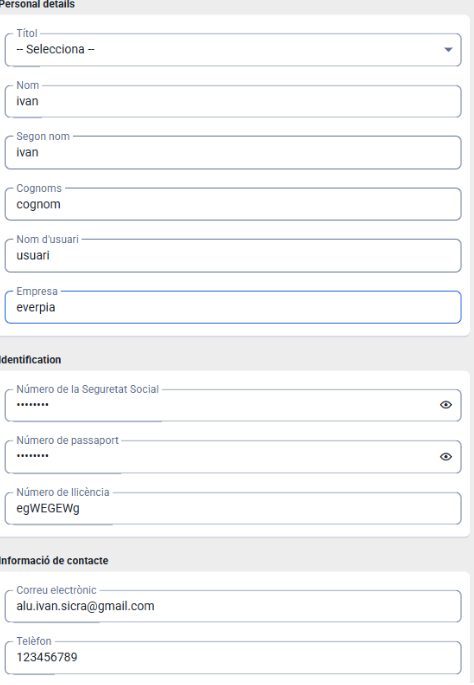 Personal details
Títol
-- Selecciona --
Nom
ivan
Segon nom
ivan
Cognoms
cognom
Nom d'usuari
usuari
Empresa
everpia
Identification
Número de la Seguretat Social
••••••••
Número de passaport
••••••••
Número de llicència
egWEGEWg
Informació de contacte
Correu electrònic
alu.ivan.sicra@gmail.com
Telèfon
123456789